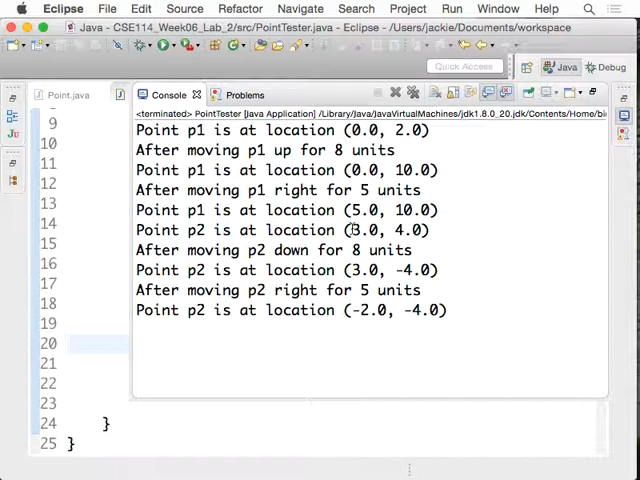 Eclipse File Edit Source Refactor Navigate Search Project Run Window Help
Java - CSE114_Week06_Lab_2/src/PointTester.java - Eclipse - /Users/jackie/Documents/workspace
Quick Access
Java
Debug
Point.java
Console
Problems
<terminated> PointTester [Java Application] /Library/Java/JavaVirtualMachines/jdk1.8.0_20.jdk/Contents/Home/bi
9
10
11
12
13
14
15
16
17
18
19
20
21
22
23
24 }
25 }
Point p1 is at location (0.0, 2.0)
After moving p1 up for 8 units
Point p1 is at location (0.0, 10.0)
After moving p1 right for 5 units
Point p1 is at location (5.0, 10.0)
Point p2 is at location (3.0, 4.0)
After moving p2 down for 8 units
Point p2 is at location (3.0, -4.0)
After moving p2 right for 5 units
Point p2 is at location (-2.0, -4.0)